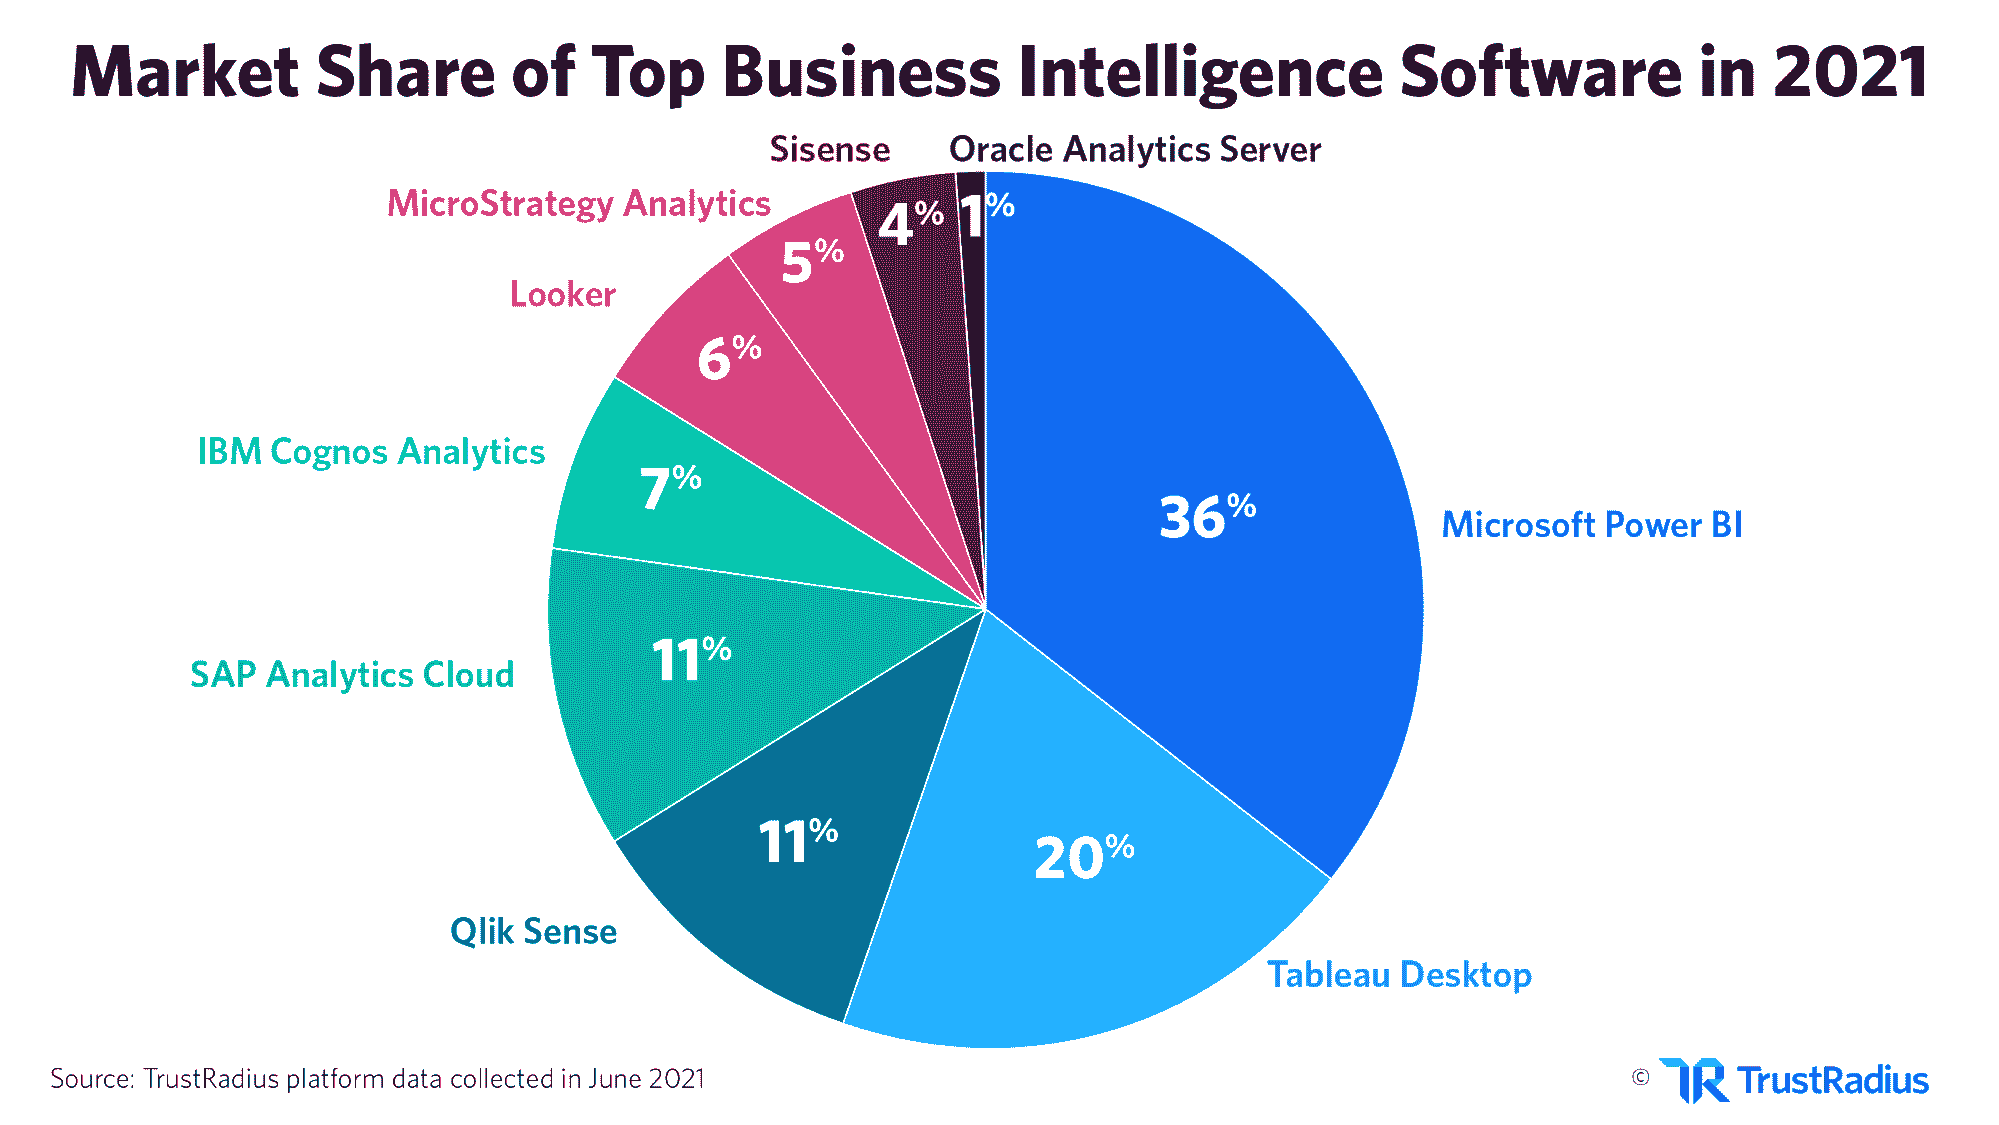 Market Share of Top Business Intelligence Software in 2021
Sisense
Oracle Analytics Server
MicroStrategy Analytics
4%
1%
5%
Looker
6%
IBM Cognos Analytics
7%
36%
Microsoft Power BI
11%
SAP Analytics Cloud
11%
20%
Qlik Sense
Tableau Desktop
Source: TrustRadius platform data collected in June 2021
© TR TrustRadius